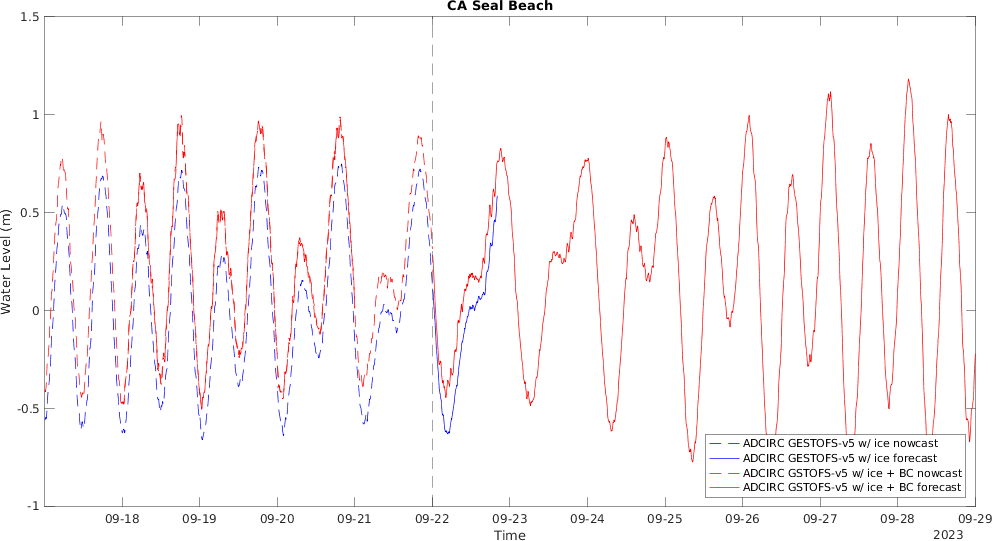 CA Seal Beach
1.5
1
0.5
0
-0.5
-1
Water Level (m)
09-18 09-19 09-20 09-21 09-22 09-23 09-24 09-25 09-26 09-27 09-28 09-29
Time
2023
ADCIRC GESTOFS-v5 w/ ice nowcast
ADCIRC GESTOFS-v5 w/ ice forecast
ADCIRC GSTOFS-v5 w/ ice + BC nowcast
ADCIRC GSTOFS-v5 w/ ice + BC forecast